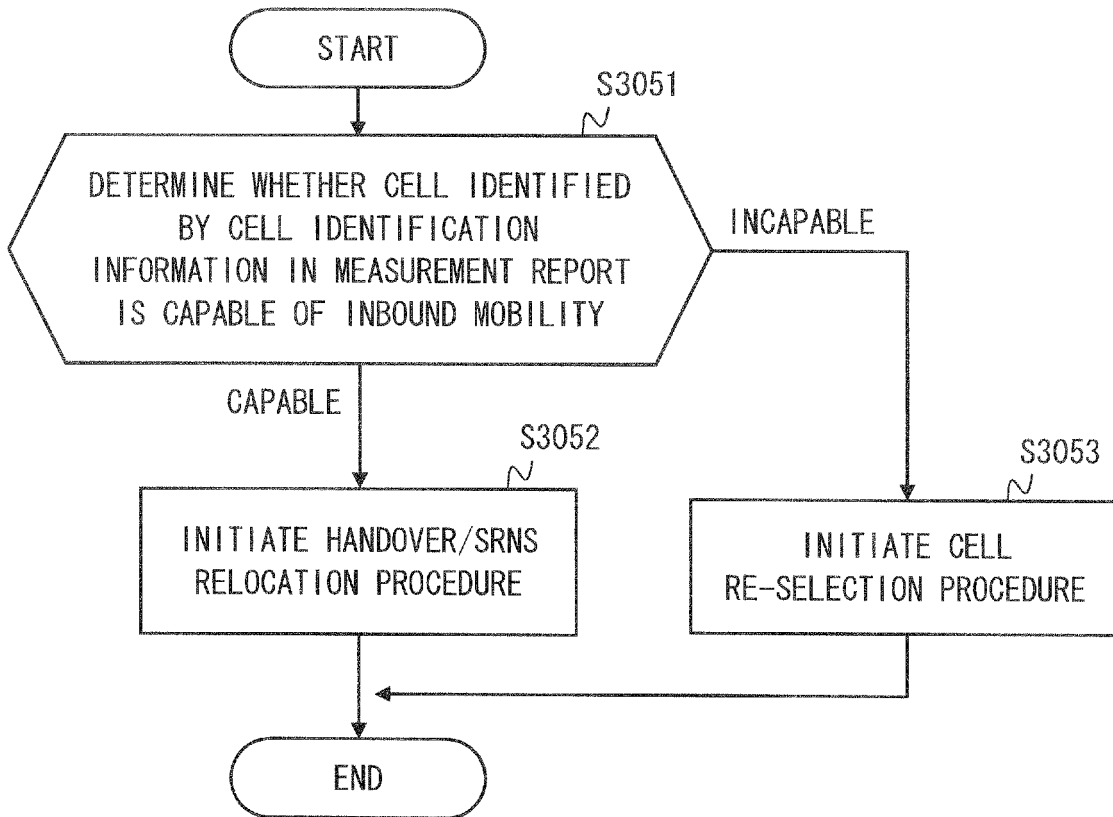 START
S3051
DETERMINE WHETHER CELL IDENTIFIED
BY CELL IDENTIFICATION
INFORMATION IN MEASUREMENT REPORT
IS CAPABLE OF INBOUND MOBILITY
INCAPABLE
CAPABLE
S3052
INITIATE HANDOVER/SRNS
RELOCATION PROCEDURE
S3053
INITIATE CELL
RE-SELECTION PROCEDURE
END